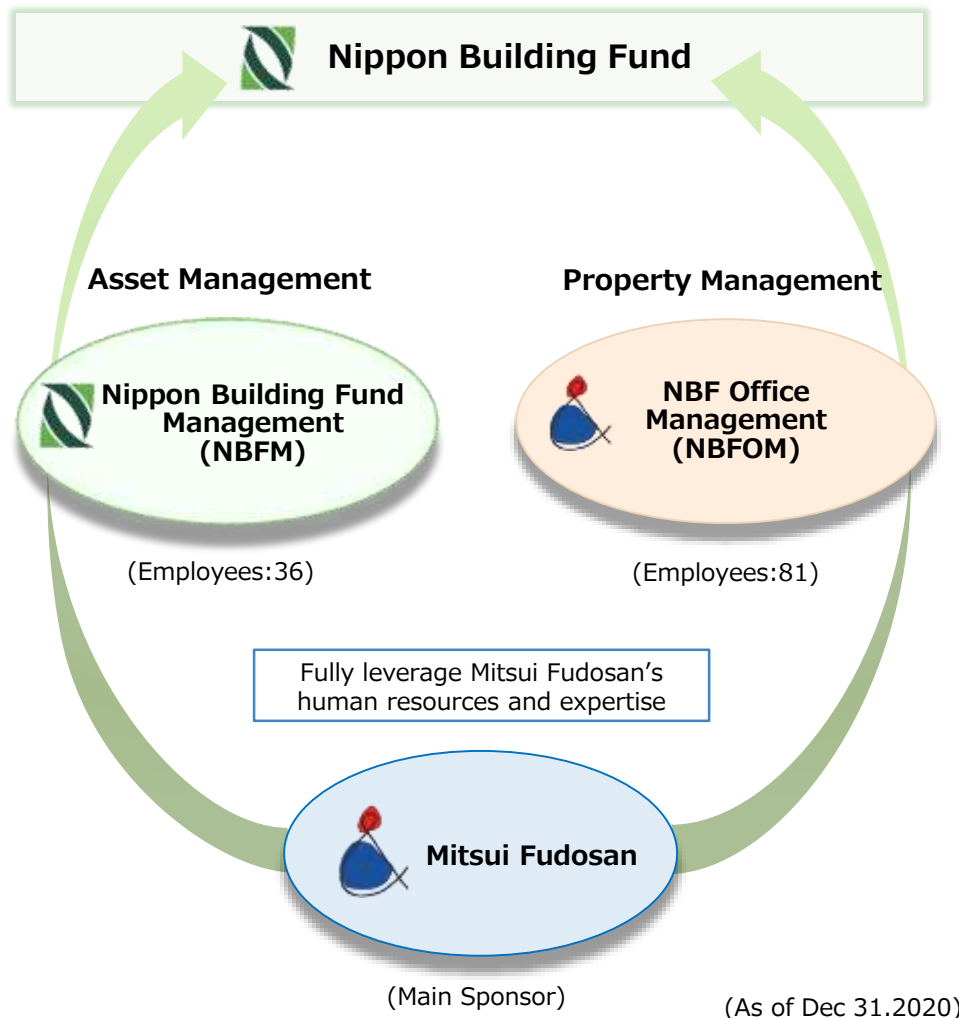 Nippon Building Fund
Asset Management
Property Management
Nippon Building Fund
Management
(NBFM)
NBF Office
Management
(NBFOM)
(Employees:36)
(Employees:81)
Fully leverage Mitsui Fudosan’s
human resources and expertise
Mitsui Fudosan
(Main Sponsor)
(As of Dec 31.2020)